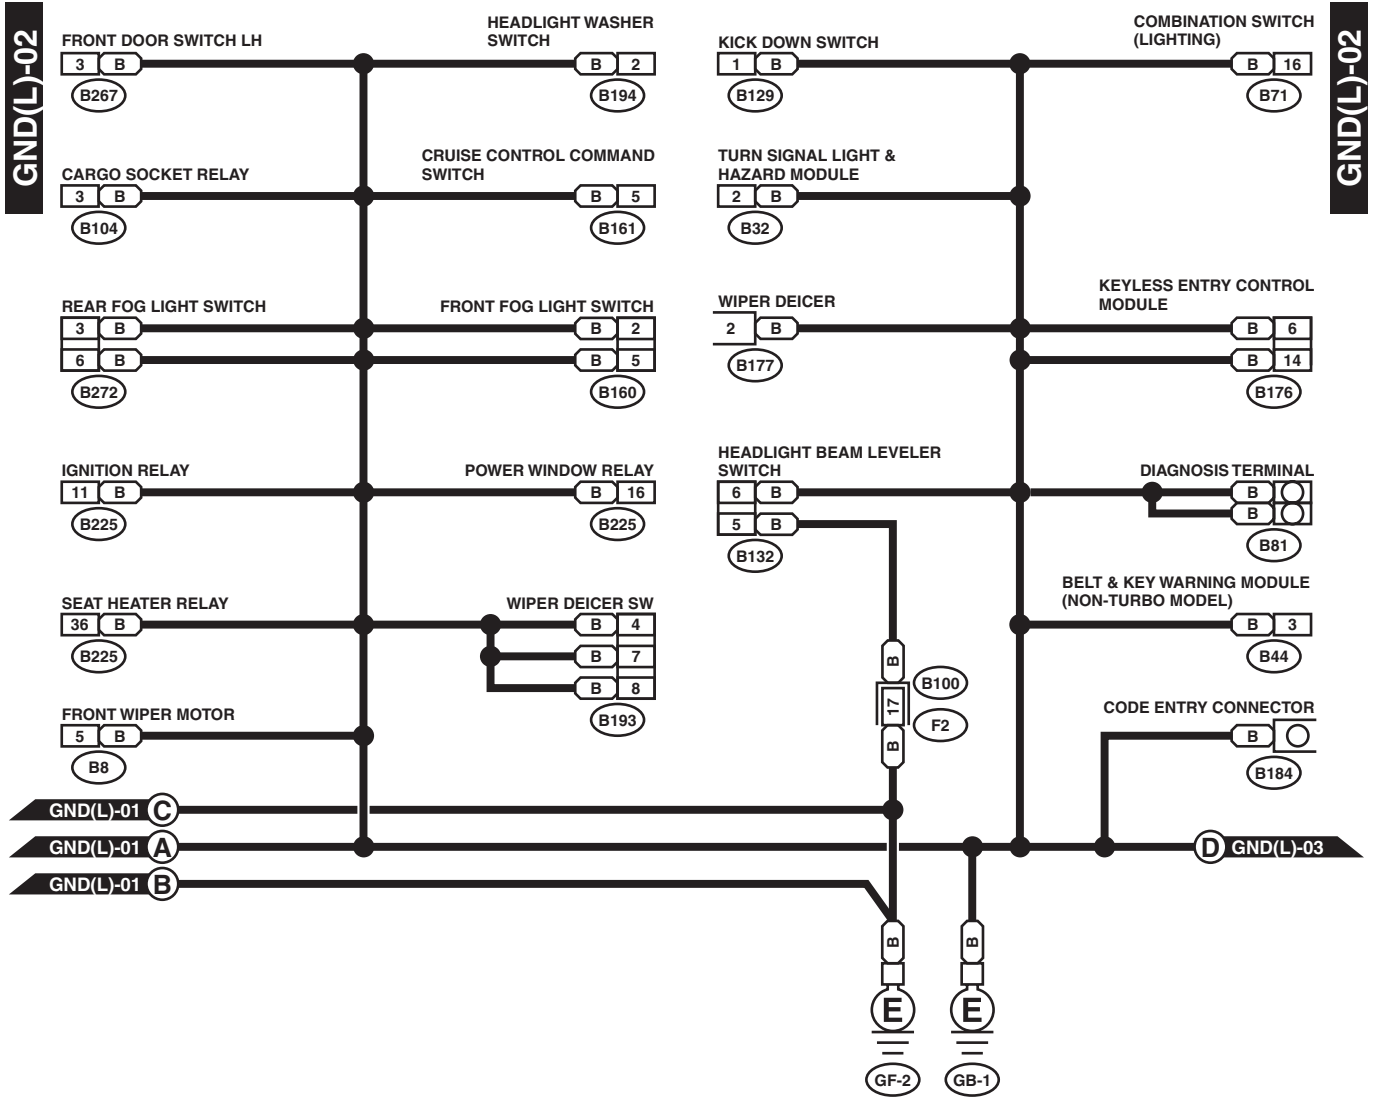 GND(L)-02
GND(L)-02
FRONT DOOR SWITCH LH
3 B
B267
HEADLIGHT WASHER
SWITCH
B 2
B194
CARGO SOCKET RELAY
3 B
B104
CRUISE CONTROL COMMAND
SWITCH
B 5
B161
REAR FOG LIGHT SWITCH
3 B
6 B
B272
FRONT FOG LIGHT SWITCH
B 2
B 5
B160
IGNITION RELAY
11 B
B225
POWER WINDOW RELAY
B 16
B225
SEAT HEATER RELAY
36 B
B225
WIPER DEICER SW
B 4
B 7
B 8
B193
FRONT WIPER MOTOR
5 B
B8
KICK DOWN SWITCH
1 B
B129
COMBINATION SWITCH
(LIGHTING)
B 16
B71
TURN SIGNAL LIGHT &
HAZARD MODULE
2 B
B32
WIPER DEICER
2 B
B177
KEYLESS ENTRY CONTROL
MODULE
B 6
B 14
B176
HEADLIGHT BEAM LEVELER
SWITCH
6 B
5 B
B132
DIAGNOSIS TERMINAL
B
B
B81
BELT & KEY WARNING MODULE
(NON-TURBO MODEL)
B 3
B44
B
B100
17
F2
B
CODE ENTRY CONNECTOR
B
B184
GND(L)-01 C
GND(L)-01 A
D GND(L)-03
GND(L)-01 B
B B
E E
GF-2 GB-1